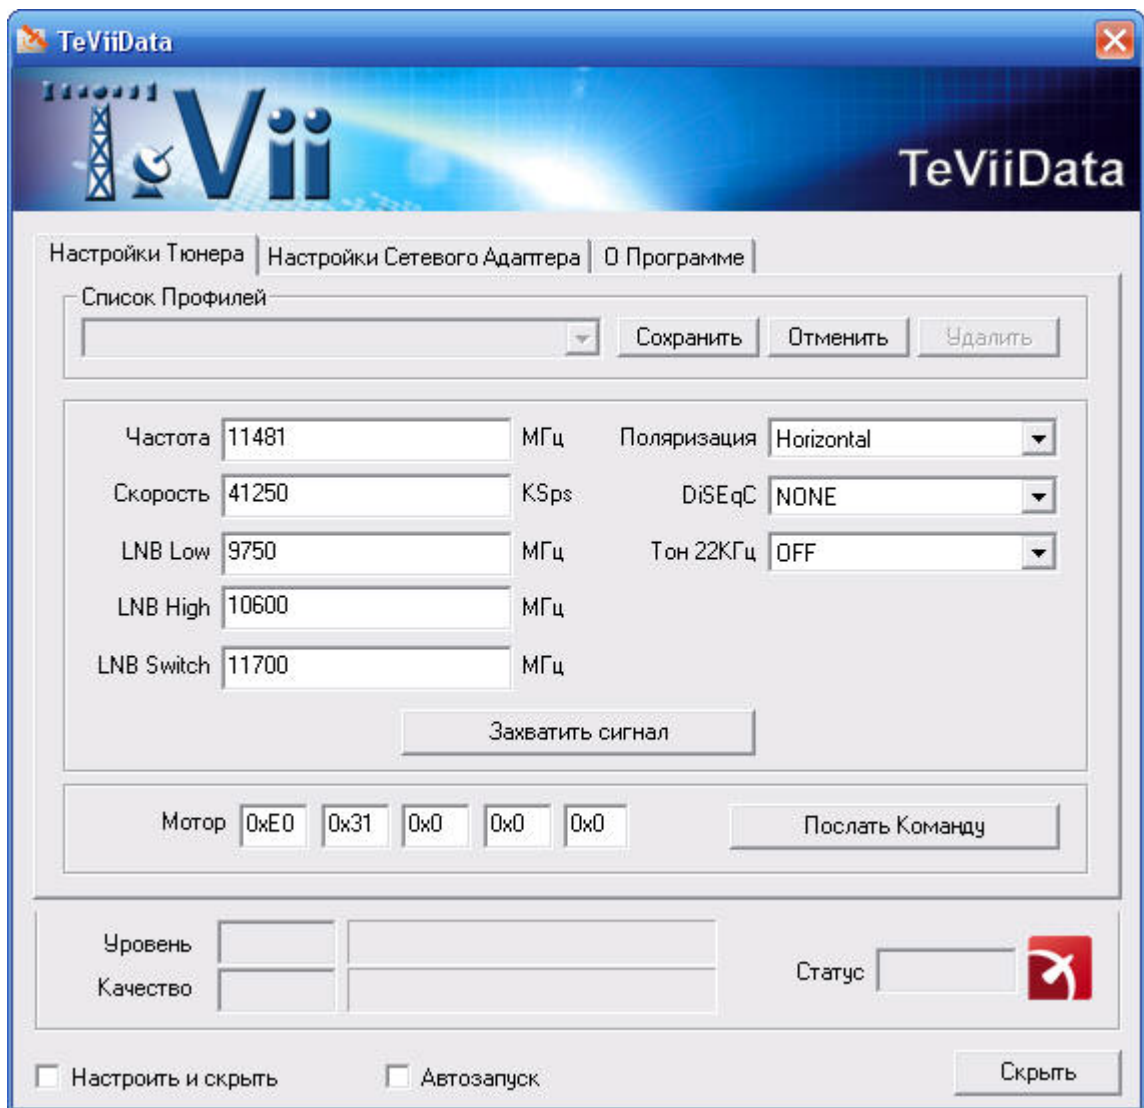 TeViiData
TeVii
TeViiData
Настройки Тюнера Настройки Сетевого Адаптера О Программе
Список Профилей
Сохранить Отменить Удалить
Частота 11481 МГц Поляризация Horizontal
Скорость 41250 KSps DiSEqC NONE
LNB Low 9750 МГц Тон 22КГц OFF
LNB High 10600 МГц
LNB Switch 11700 МГц
Захватить сигнал
Мотор 0xE0 0x31 0x0 0x0 0x0 Послать Команду
Уровень
Качество
Статус
Настроить и скрыть Автозапуск Скрыть